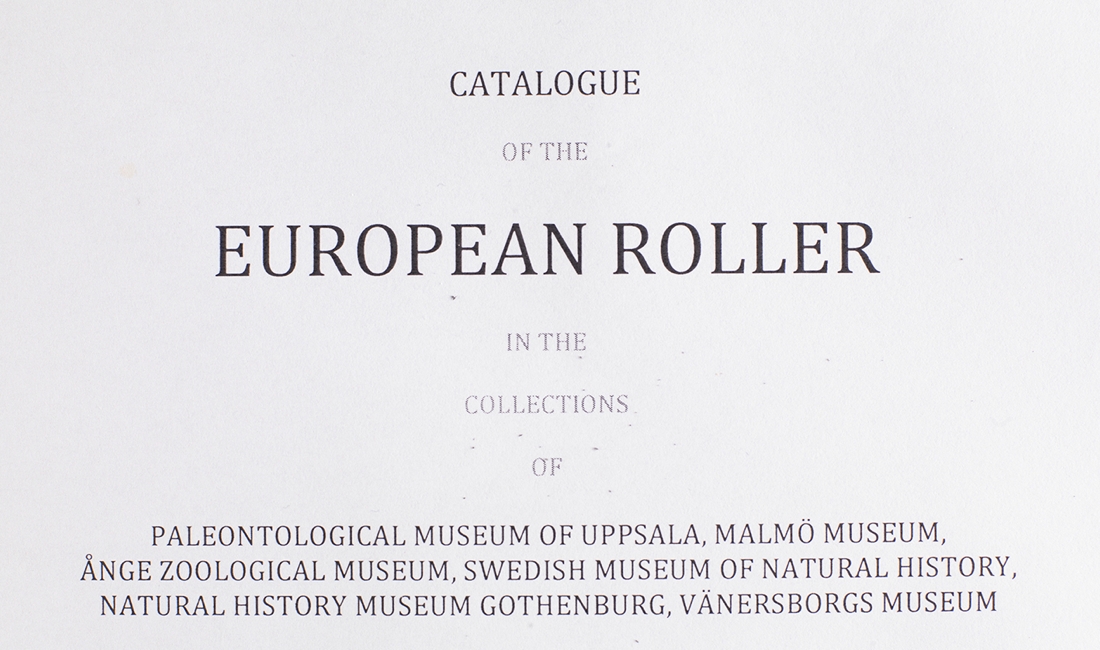 CATALOGUE
OF THE
EUROPEAN ROLLER
IN THE
COLLECTIONS
OF
PALEONTOLOGICAL MUSEUM OF UPPSALA, MALMÖ MUSEUM,
ÅNGE ZOOLOGICAL MUSEUM, SWEDISH MUSEUM OF NATURAL HISTORY,
NATURAL HISTORY MUSEUM GOTHENBURG, VÄNERSBORGS MUSEUM